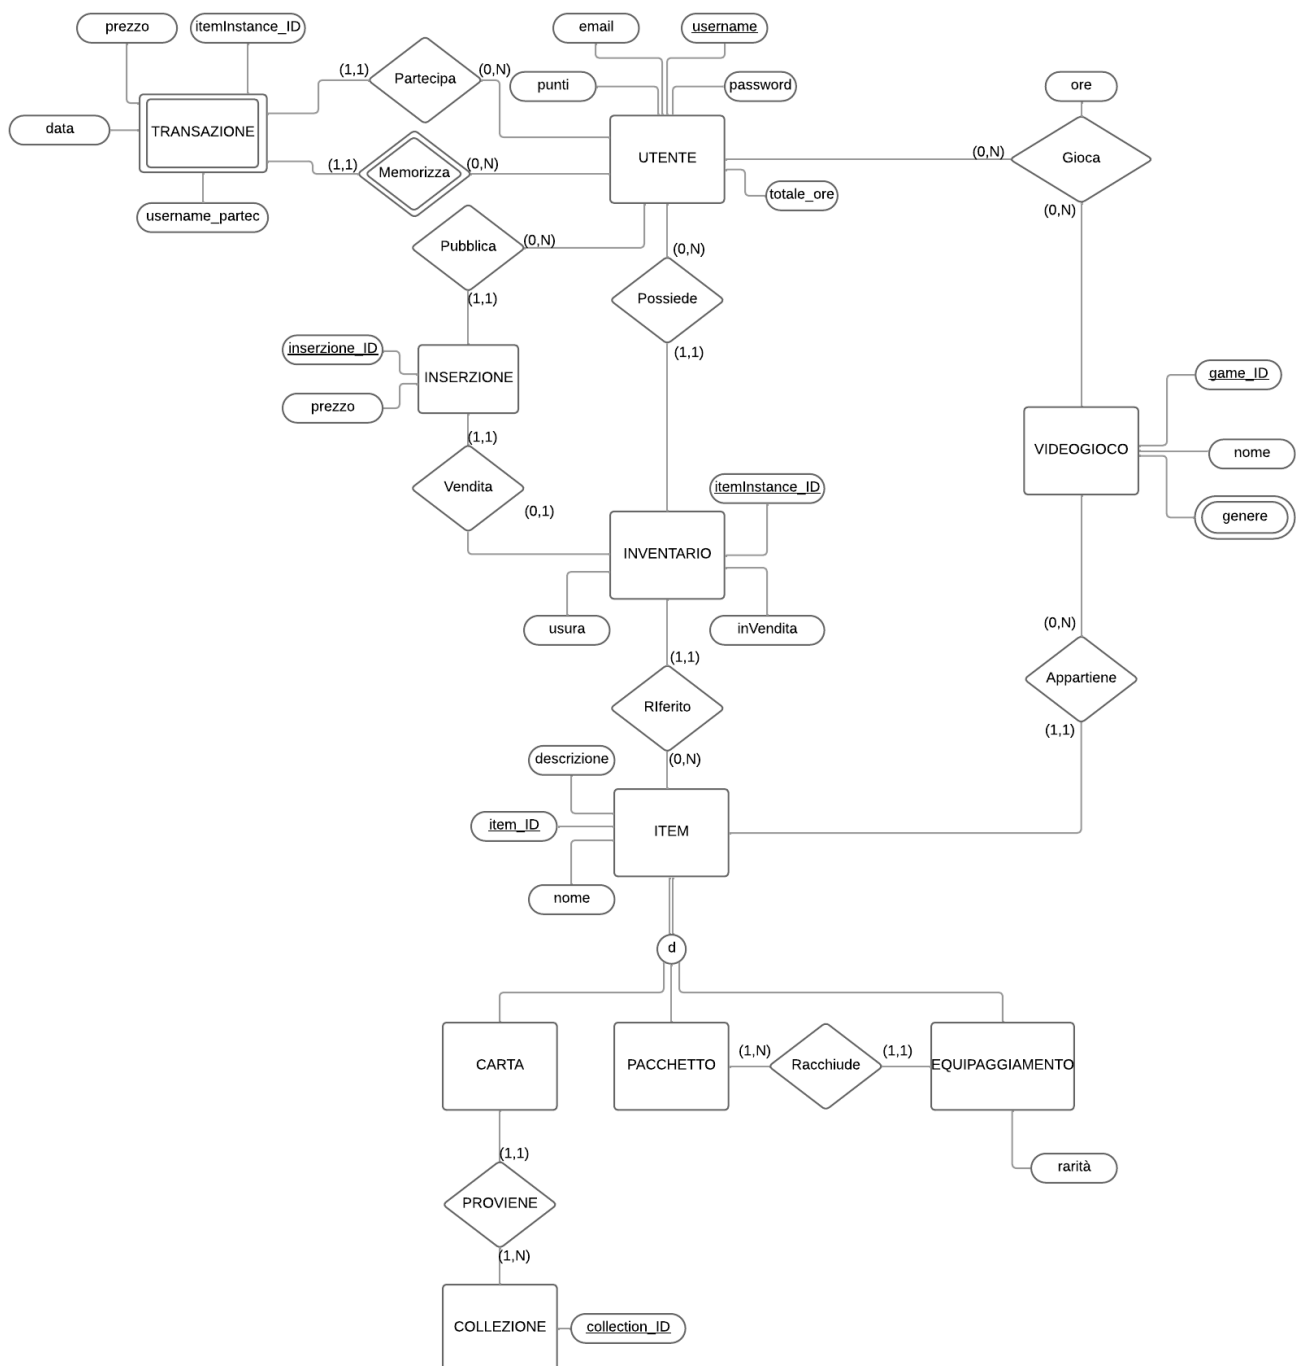 prezzo
itemInstance_ID
email
username
(1,1)
Partecipa
(0,N)
punti
password
ore
data
TRANSAZIONE
UTENTE
(0,N)
Gioca
(1,1)
Memorizza
(0,N)
totale_ore
username_partec
(0,N)
Pubblica
(0,N)
(0,N)
(1,1)
Possiede
inserzione_ID
(1,1)
INSERZIONE
game_ID
prezzo
(1,1)
VIDEOGIOCO
nome
Vendita
itemInstance_ID
(0,1)
genere
INVENTARIO
usura
inVendita
(0,N)
(1,1)
Appartiene
RIferito
(1,1)
descrizione
(0,N)
item_ID
ITEM
nome
d
CARTA
PACCHETTO
(1,N)
Racchiude
(1,1)
EQUIPAGGIAMENTO
(1,1)
rarità
PROVIENE
(1,N)
COLLEZIONE
collection_ID